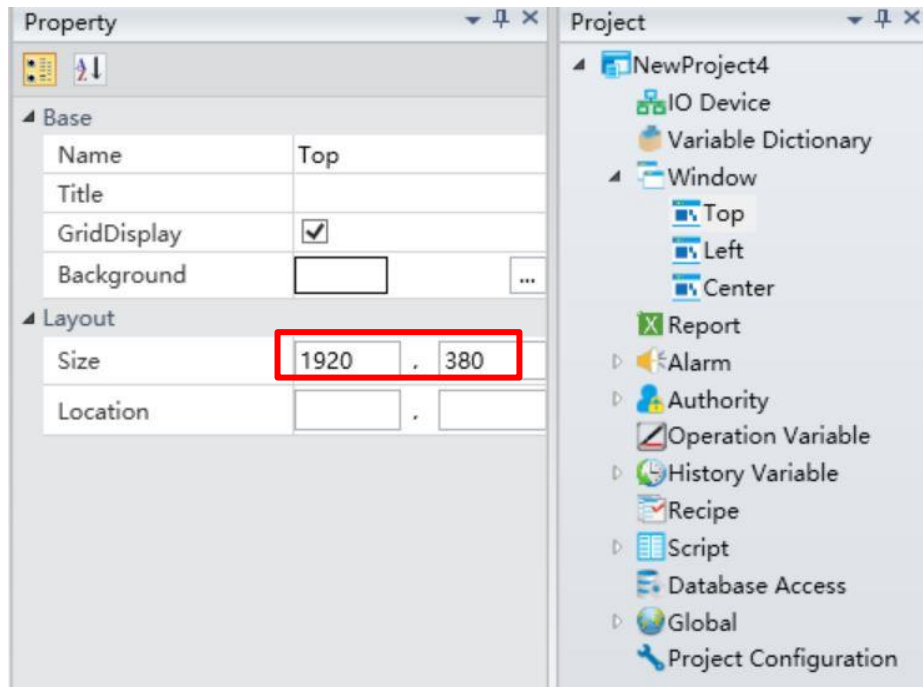 Property
Base
Name Top
Title
GridDisplay
Background ...
Layout
Size 1920 , 380
Location ,
Project
NewProject4
IO Device
Variable Dictionary
Window
Top
Left
Center
Report
Alarm
Authority
Operation Variable
History Variable
Recipe
Script
Database Access
Global
Project Configuration